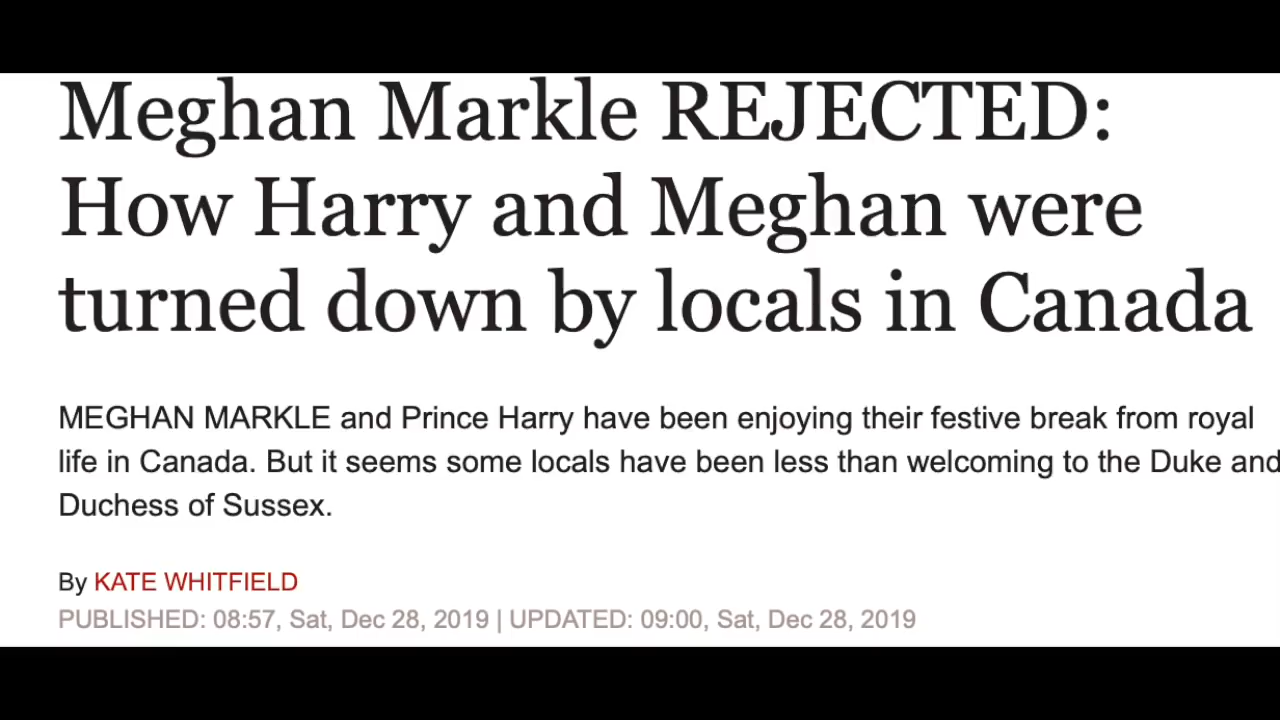 Meghan Markle REJECTED:
How Harry and Meghan were
turned down by locals in Canada
MEGHAN MARKLE and Prince Harry have been enjoying their festive break from royal
life in Canada. But it seems some locals have been less than welcoming to the Duke and
Duchess of Sussex.
By KATE WHITFIELD
PUBLISHED: 08:57, Sat, Dec 28, 2019 | UPDATED: 09:00, Sat, Dec 28, 2019